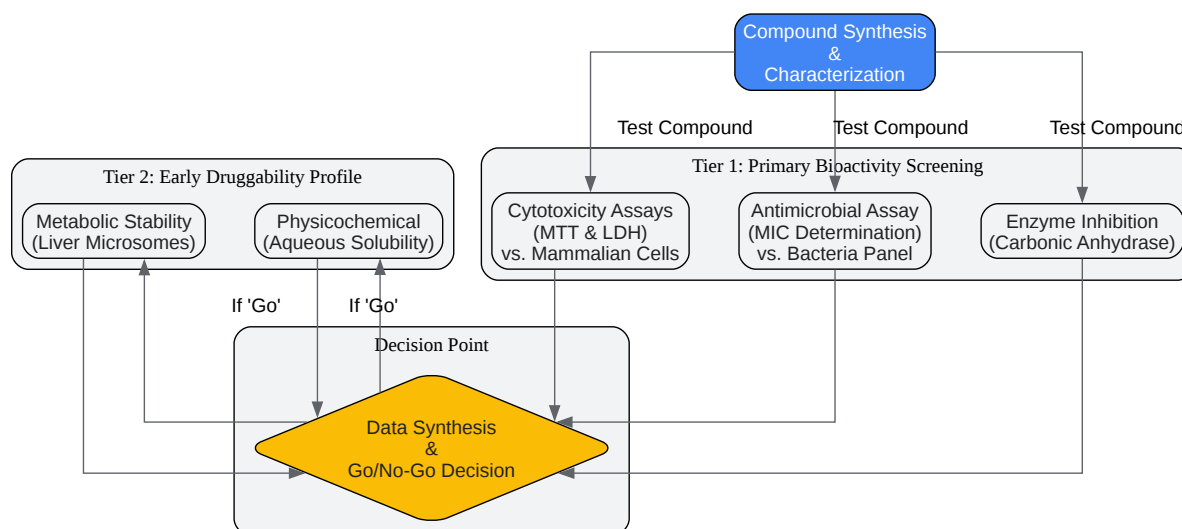 Compound Synthesis
&
Characterization
Test Compound
Test Compound
Test Compound
Tier 1: Primary Bioactivity Screening
Cytotoxicity Assays
(MTT & LDH)
vs. Mammalian Cells
Antimicrobial Assay
(MIC Determination)
vs. Bacteria Panel
Enzyme Inhibition
(Carbonic Anhydrase)
Tier 2: Early Druggability Profile
Metabolic Stability
(Liver Microsomes)
Physicochemical
(Aqueous Solubility)
If 'Go'
If 'Go'
Decision Point
Data Synthesis
&
Go/No-Go Decision